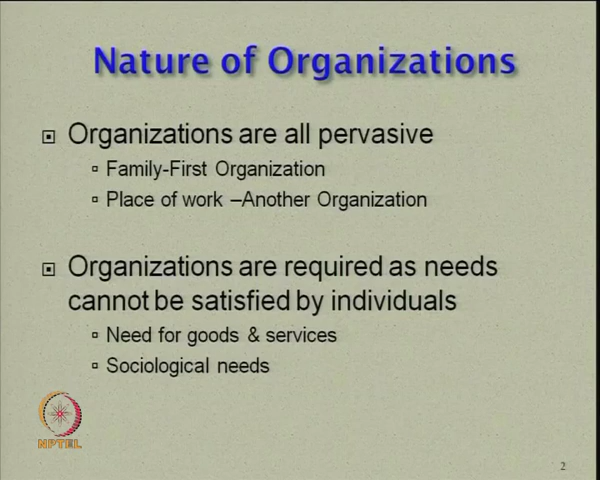 Nature of Organizations
Organizations are all pervasive
Family-First Organization
Place of work –Another Organization
Organizations are required as needs
cannot be satisfied by individuals
Need for goods & services
Sociological needs
NPTEL
2